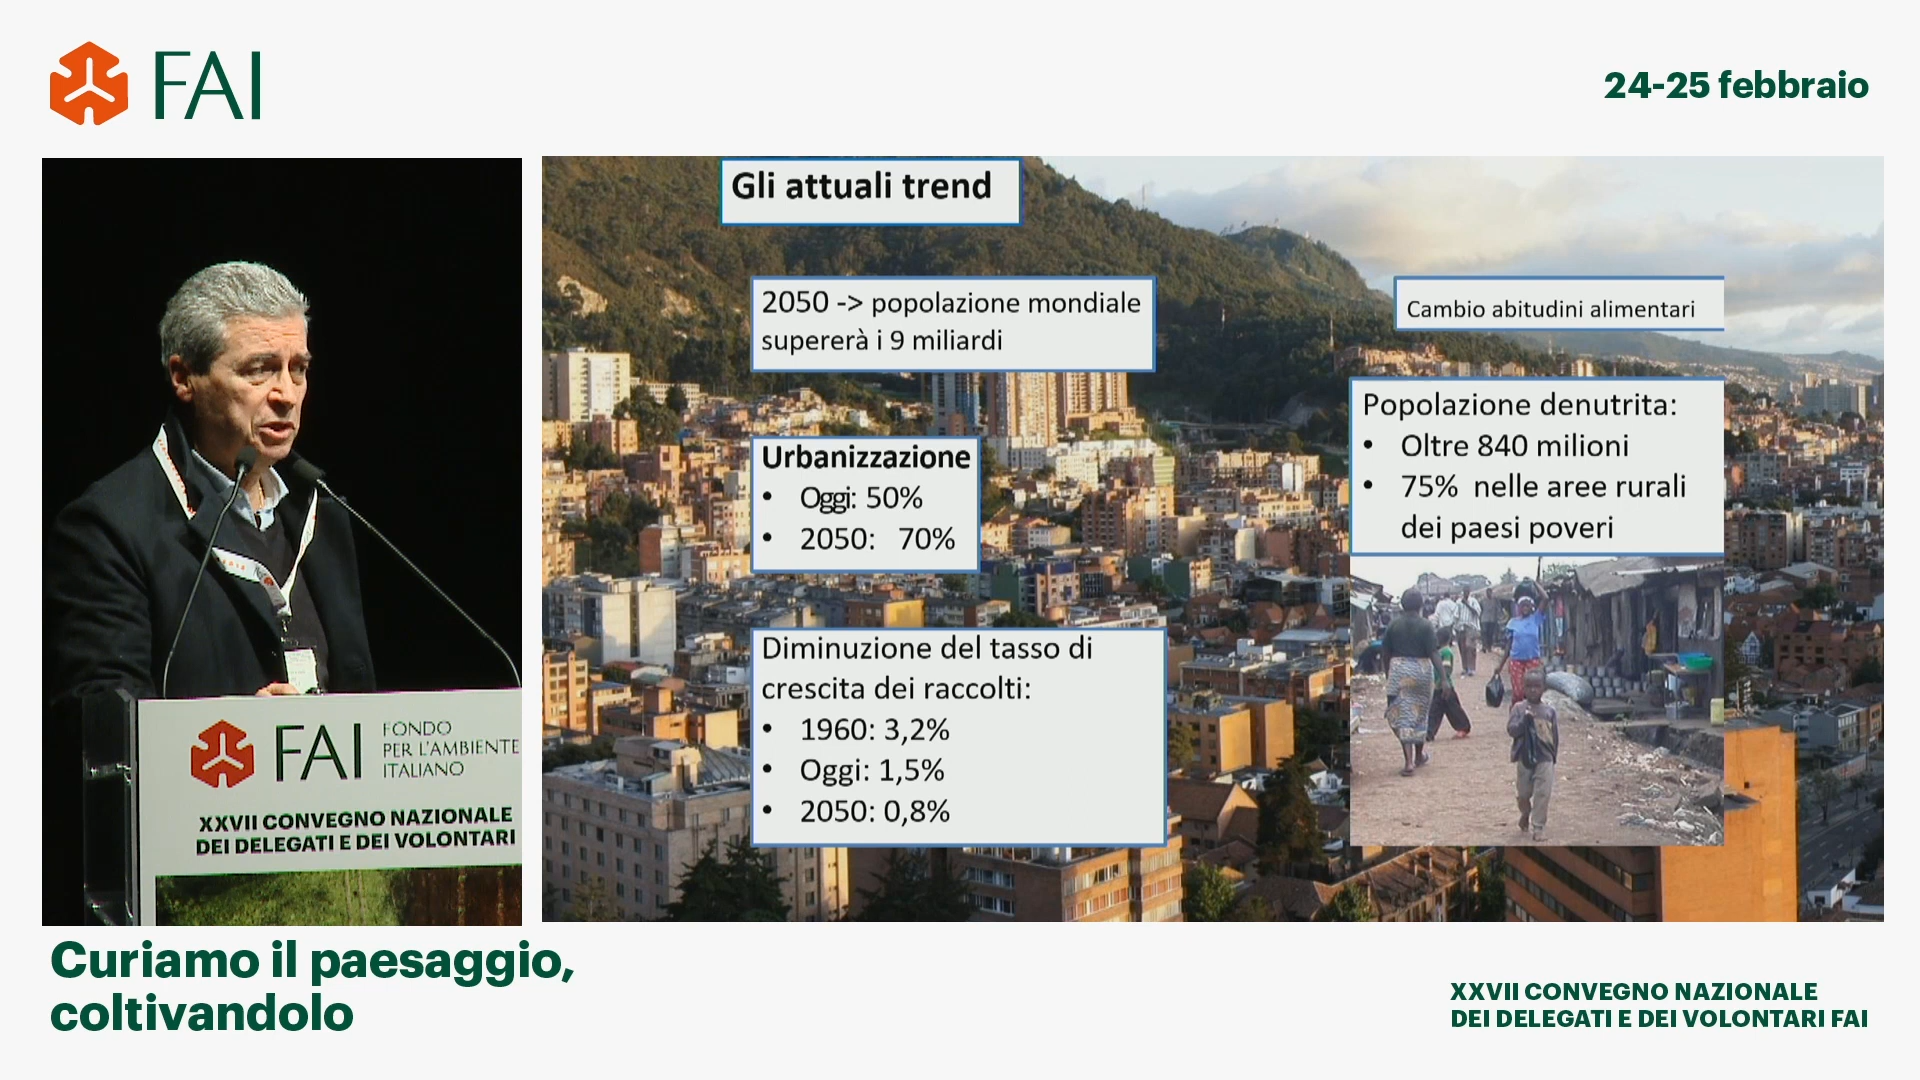 FAI
24-25 febbraio
Gli attuali trend
2050 -> popolazione mondiale
supererà i 9 miliardi
Cambio abitudini alimentari
Popolazione denutrita:
• Oltre 840 milioni
• 75% nelle aree rurali
dei paesi poveri
Urbanizzazione
• Oggi: 50%
• 2050: 70%
Diminuzione del tasso di
crescita dei raccolti:
• 1960: 3,2%
• Oggi: 1,5%
• 2050: 0,8%
FAI
FONDO
PER L'AMBIENTE
ITALIANO
XXVII CONVEGNO NAZIONALE
DEI DELEGATI E DEI VOLONTARI
Curiamo il paesaggio,
coltivandolo
XXVII CONVEGNO NAZIONALE
DEI DELEGATI E DEI VOLONTARI FAI